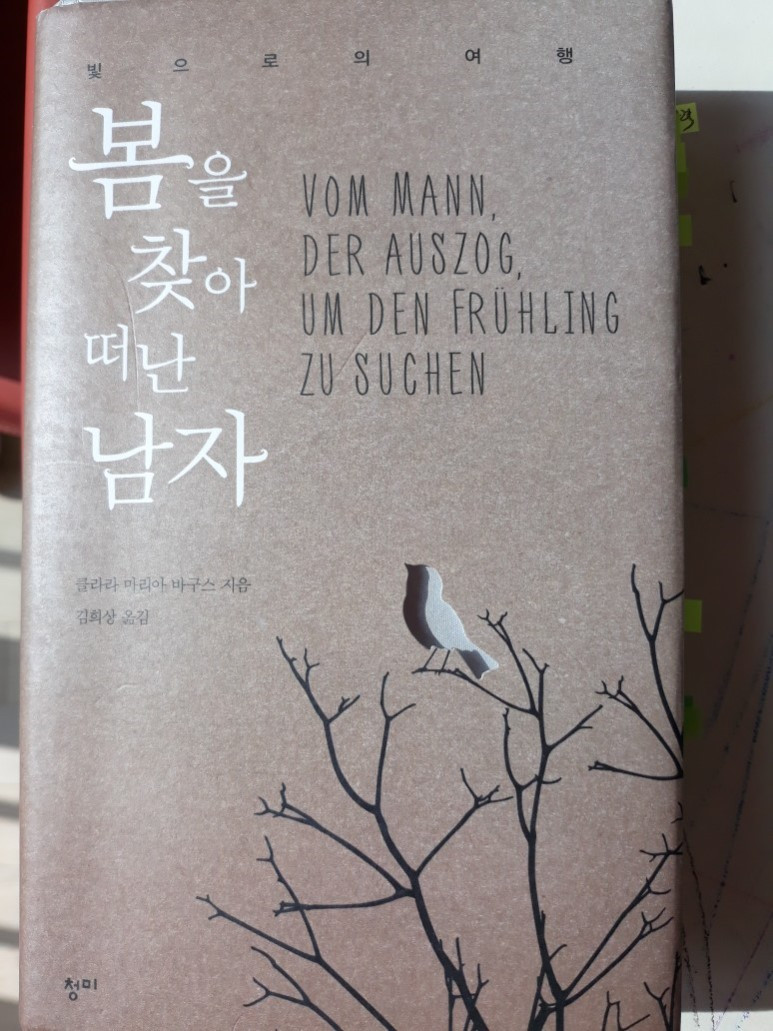 빛으로의여행
봄을
찾아
떠난
남자
VOM MANN,
DER AUSZOG,
UM DEN FRÜHLING
ZU SUCHEN
클라라 마리아 바구스 지음
김희상 옮김
청미